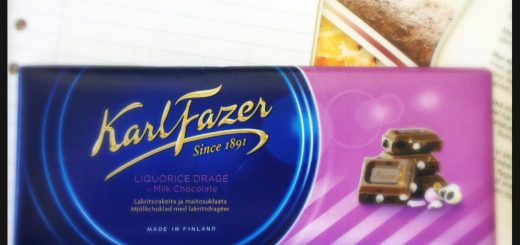 Karl Fazer
Since 1891
LIQUORICE DRAGÉ
× Milk Chocolate
Lakritsirakeita ja maitosuklaata
Mjölkchoklad med lakritsdragéer
MADE IN FINLAND